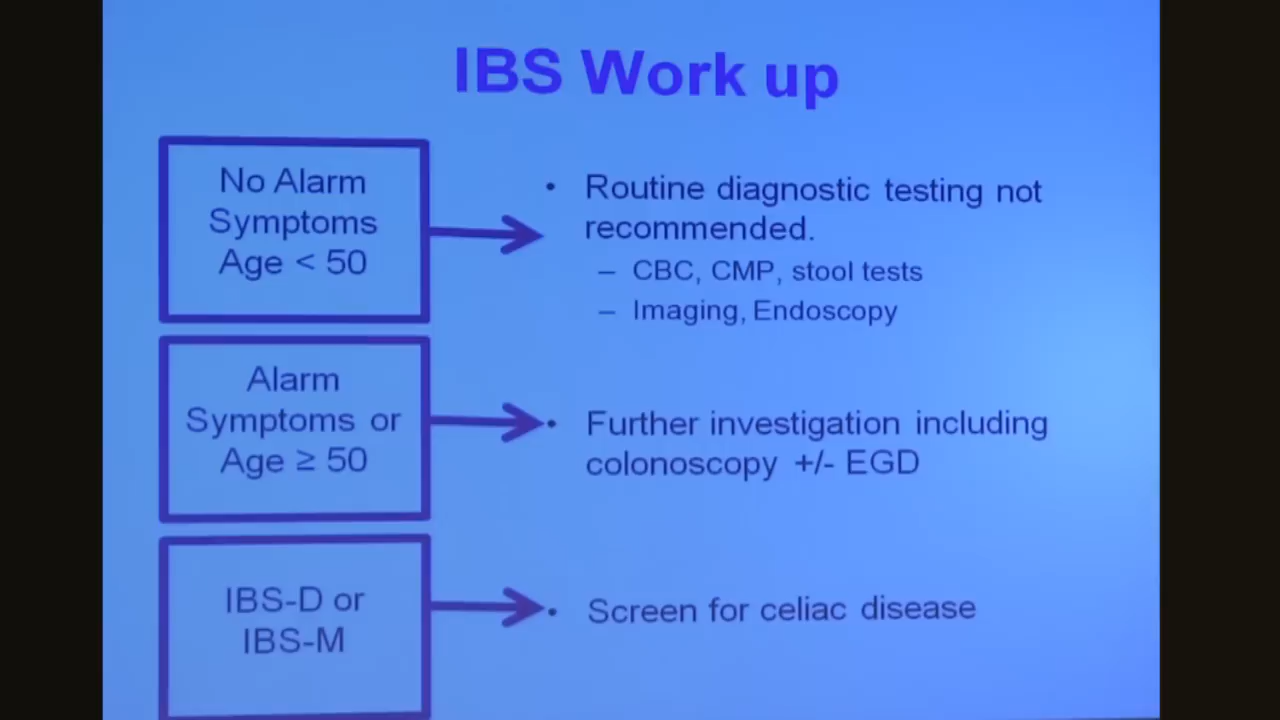 IBS Work up
No Alarm
Symptoms
Age < 50
• Routine diagnostic testing not
recommended.
– CBC, CMP, stool tests
– Imaging, Endoscopy
Alarm
Symptoms or
Age ≥ 50
• Further investigation including
colonoscopy +/- EGD
IBS-D or
IBS-M
• Screen for celiac disease